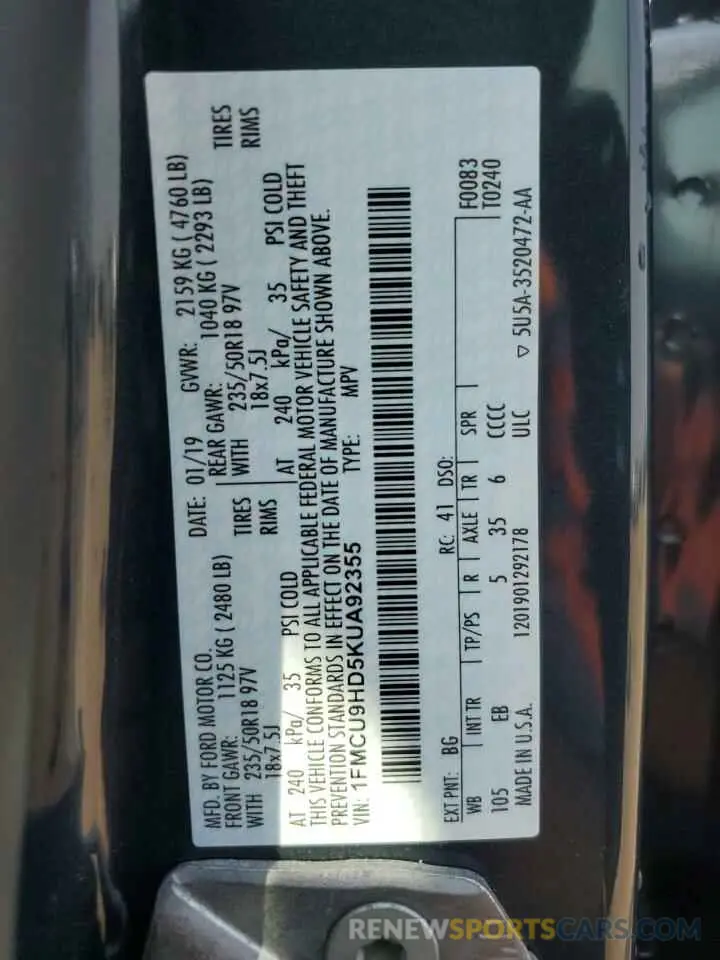 MFD. BY FORD MOTOR CO.
DATE: 01/19 GVWR: 2159 KG ( 4760 LB)
FRONT GAWR: 1125 KG ( 2480 LB)
REAR GAWR: 1040 KG ( 2293 LB)
WITH 235/50R18 97V TIRES
WITH 235/50R18 97V TIRES
18x7.5J RIMS
18x7.5J RIMS
AT 240 kPa/ 35 PSI COLD
AT 240 kPa/ 35 PSI COLD
THIS VEHICLE CONFORMS TO ALL APPLICABLE FEDERAL MOTOR VEHICLE SAFETY AND THEFT
PREVENTION STANDARDS IN EFFECT ON THE DATE OF MANUFACTURE SHOWN ABOVE.
VIN: 1FMCU9HD5KUA92355 TYPE: MPV
EXT PNT: BG RC: 41 DSO: F0083
WB INT TR TP/PS R AXLE TR SPR T0240
105 EB 5 35 6 CCCC
MADE IN U.S.A. 1201901292178 ULC ▽ 5U5A-3520472-AA
RENEWSPORTSCARS.COM